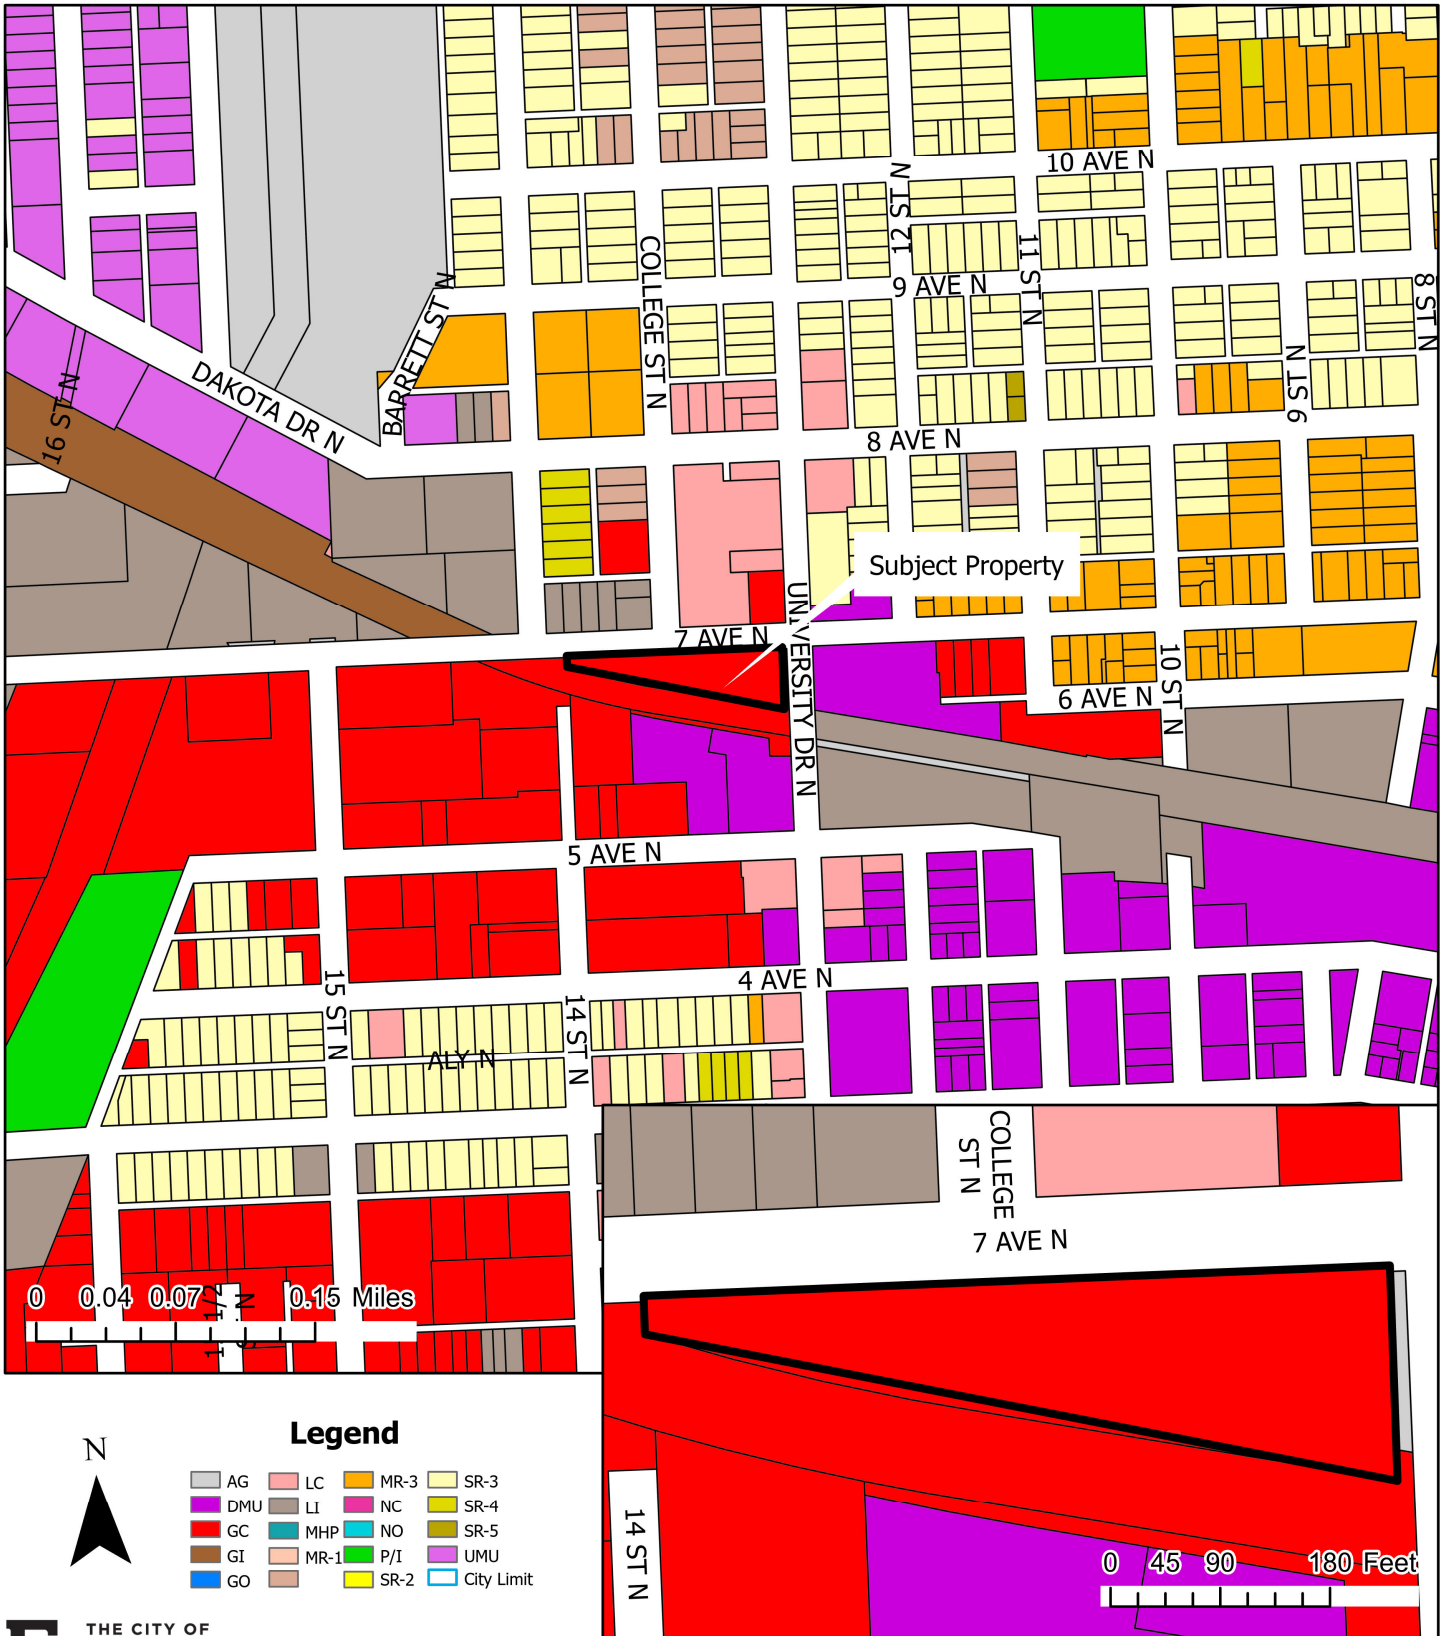 10 AVE N
12 ST N
COLLEGE ST N
11 ST N
9 AVE N
BARRETT ST N
8 ST N
DAKOTA DR N
9 ST N
16 ST N
8 AVE N
Subject Property
UNIVERSITY DR N
7 AVE N
10 ST N
6 AVE N
5 AVE N
4 AVE N
15 ST N
14 ST N
ALY N
COLLEGE
ST N
7 AVE N
0 0.04 0.07 0.15 Miles
14 ST N
0 45 90 180 Feet
N
Legend
AG LC MR-3 SR-3
DMU LI NC SR-4
GC MHP NO SR-5
GI MR-1 P/I UMU
GO SR-2 City Limit
THE CITY OF